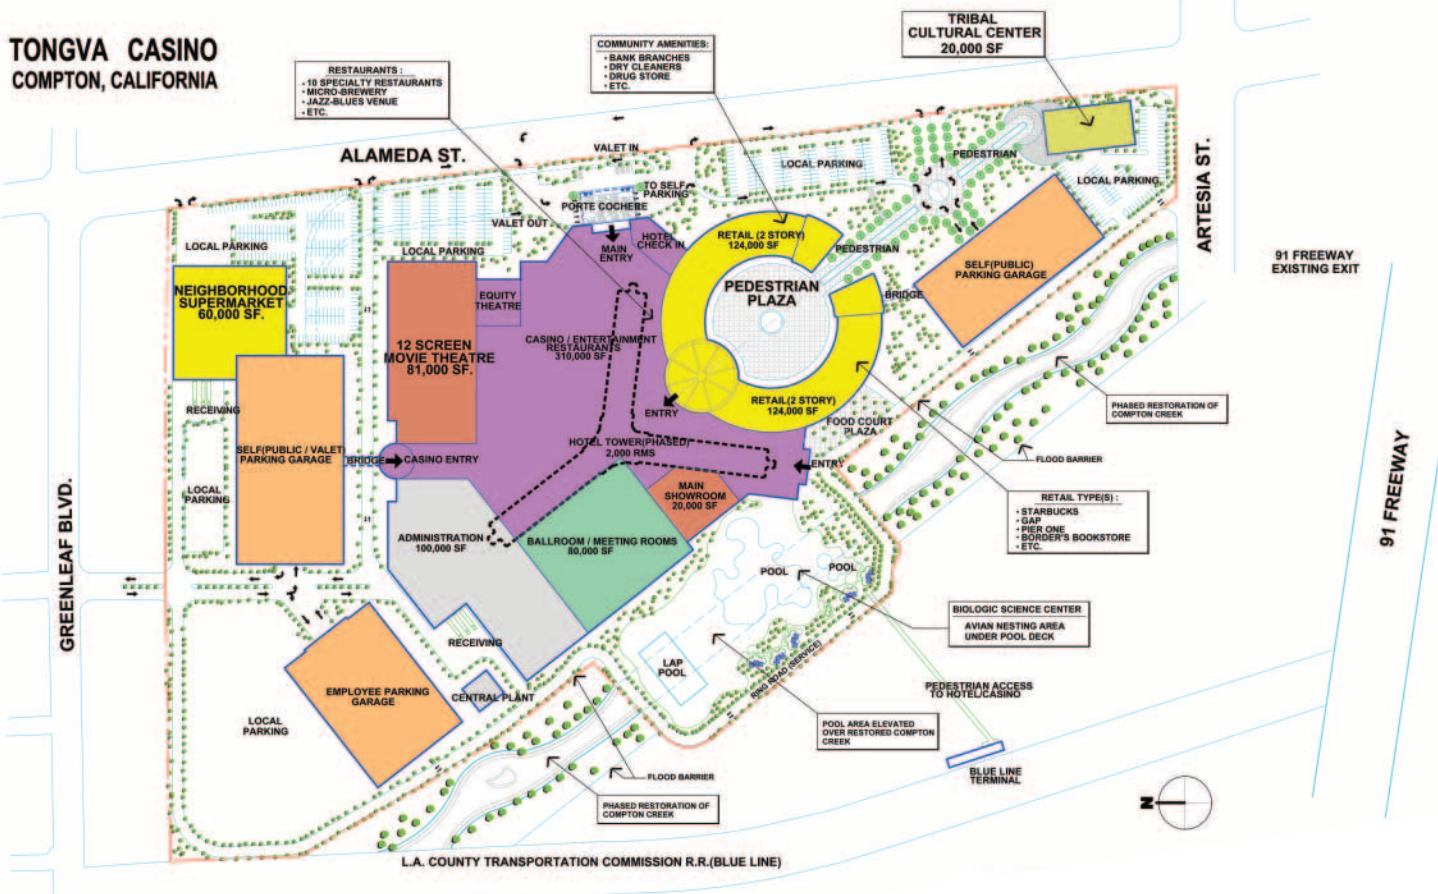 TONGVA CASINO
COMPTON, CALIFORNIA
RESTAURANTS :
• 10 SPECIALTY RESTAURANTS
• MICRO-BREWERY
• JAZZ-BLUES VENUE
• ETC.
COMMUNITY AMENITIES:
• BANK BRANCHES
• DRY CLEANERS
• DRUG STORE
• ETC.
TRIBAL
CULTURAL CENTER
20,000 SF
ALAMEDA ST.
VALET IN
TO SELF
PARKING
PORTE COCHERE
VALET OUT
LOCAL PARKING
PEDESTRIAN
LOCAL PARKING
ARTESIA ST.
91 FREEWAY
EXISTING EXIT
LOCAL PARKING
LOCAL PARKING
MAIN
ENTRY
HOTEL
CHECK IN
RETAIL (2 STORY)
124,000 SF
PEDESTRIAN
SELF(PUBLIC)
PARKING GARAGE
NEIGHBORHOOD
SUPERMARKET
60,000 SF.
EQUITY
THEATRE
PEDESTRIAN
PLAZA
BRIDGE
12 SCREEN
MOVIE THEATRE
81,000 SF.
CASINO / ENTERTAINMENT
RESTAURANTS
310,000 SF
RECEIVING
ENTRY
RETAIL(2 STORY)
124,000 SF
FOOD COURT
PLAZA
PHASED RESTORATION OF
COMPTON CREEK
SELF(PUBLIC / VALET)
PARKING GARAGE
BRIDGE
CASINO ENTRY
HOTEL TOWER(PHASED)
2,000 RMS
ENTRY
FLOOD BARRIER
LOCAL
PARKING
MAIN
SHOWROOM
20,000 SF
RETAIL TYPE(S) :
• STARBUCKS
• GAP
• PIER ONE
• BORDER'S BOOKSTORE
• ETC.
91 FREEWAY
GREENLEAF BLVD.
ADMINISTRATION
100,000 SF
BALLROOM / MEETING ROOMS
80,000 SF
POOL
POOL
BIOLOGIC SCIENCE CENTER
AVIAN NESTING AREA
UNDER POOL DECK
RECEIVING
LAP
POOL
RING ROAD (SERVICE)
PEDESTRIAN ACCESS
TO HOTEL/CASINO
EMPLOYEE PARKING
GARAGE
CENTRAL PLANT
LOCAL
PARKING
POOL AREA ELEVATED
OVER RESTORED COMPTON
CREEK
BLUE LINE
TERMINAL
FLOOD BARRIER
PHASED RESTORATION OF
COMPTON CREEK
N
L.A. COUNTY TRANSPORTATION COMMISSION R.R.(BLUE LINE)